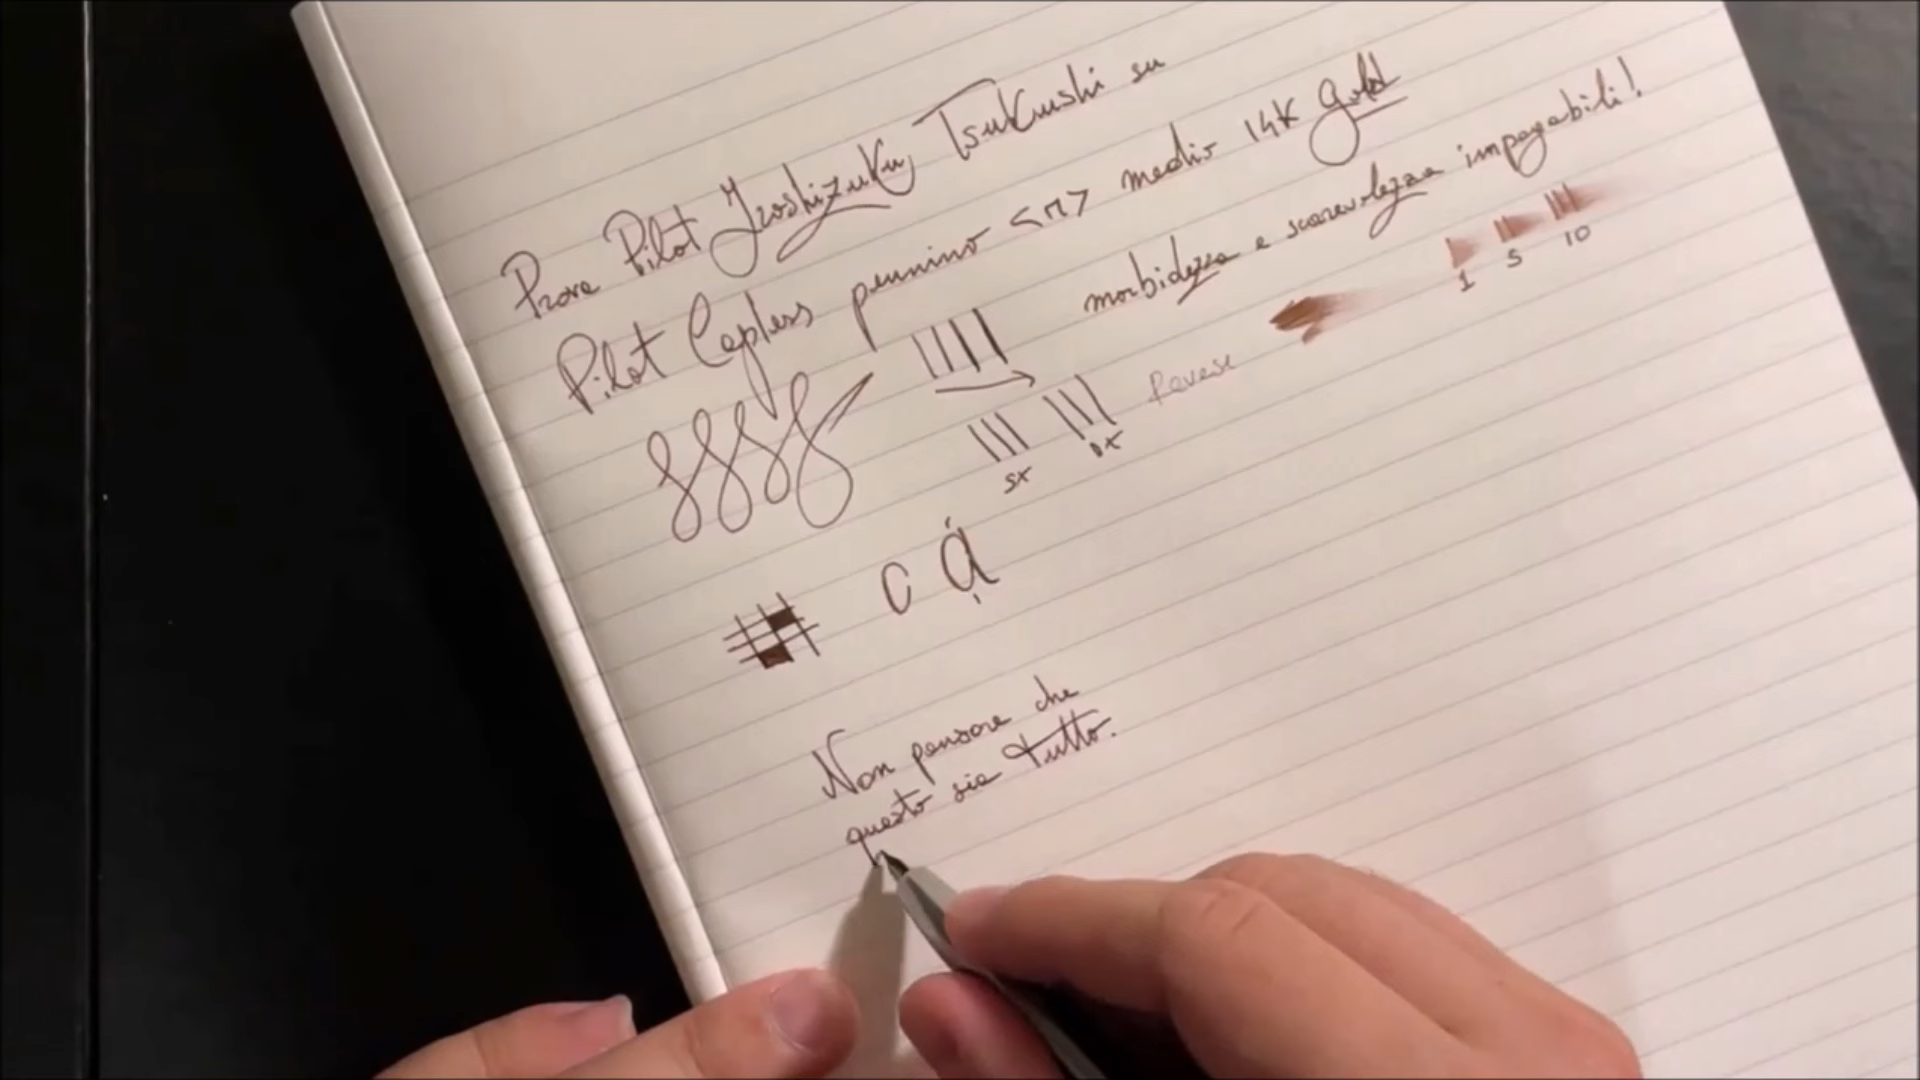 Prova Pilot Iroshizuku Tsukushi su
Pilot Capless pennino <M> medio 14K gold
morbidezza e scorrevolezza impagabili!
1 5 10
Reverse
sx dx
c a
Non pensare che
questo sia tutto.